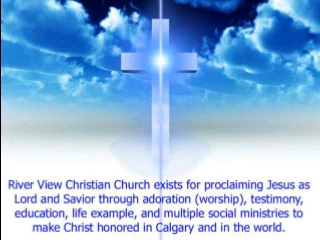 River View Christian Church exists for proclaiming Jesus as
Lord and Savior through adoration (worship), testimony,
education, life example, and multiple social ministries to
make Christ honored in Calgary and in the world.